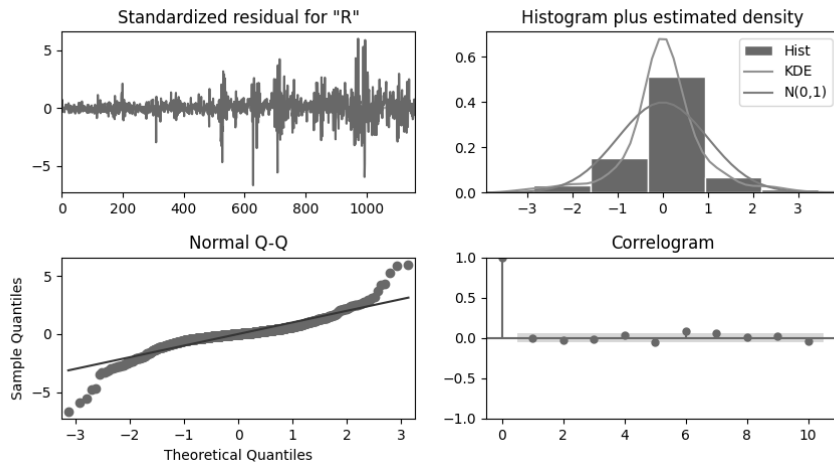 Standardized residual for "R"
5
0
−5
0 200 400 600 800 1000
Histogram plus estimated density
Hist
KDE
N(0,1)
0.6
0.4
0.2
0.0
−3 −2 −1 0 1 2 3
Normal Q-Q
Sample Quantiles
5
0
−5
−3 −2 −1 0 1 2 3
Theoretical Quantiles
Correlogram
1.0
0.5
0.0
−0.5
−1.0
0 2 4 6 8 10